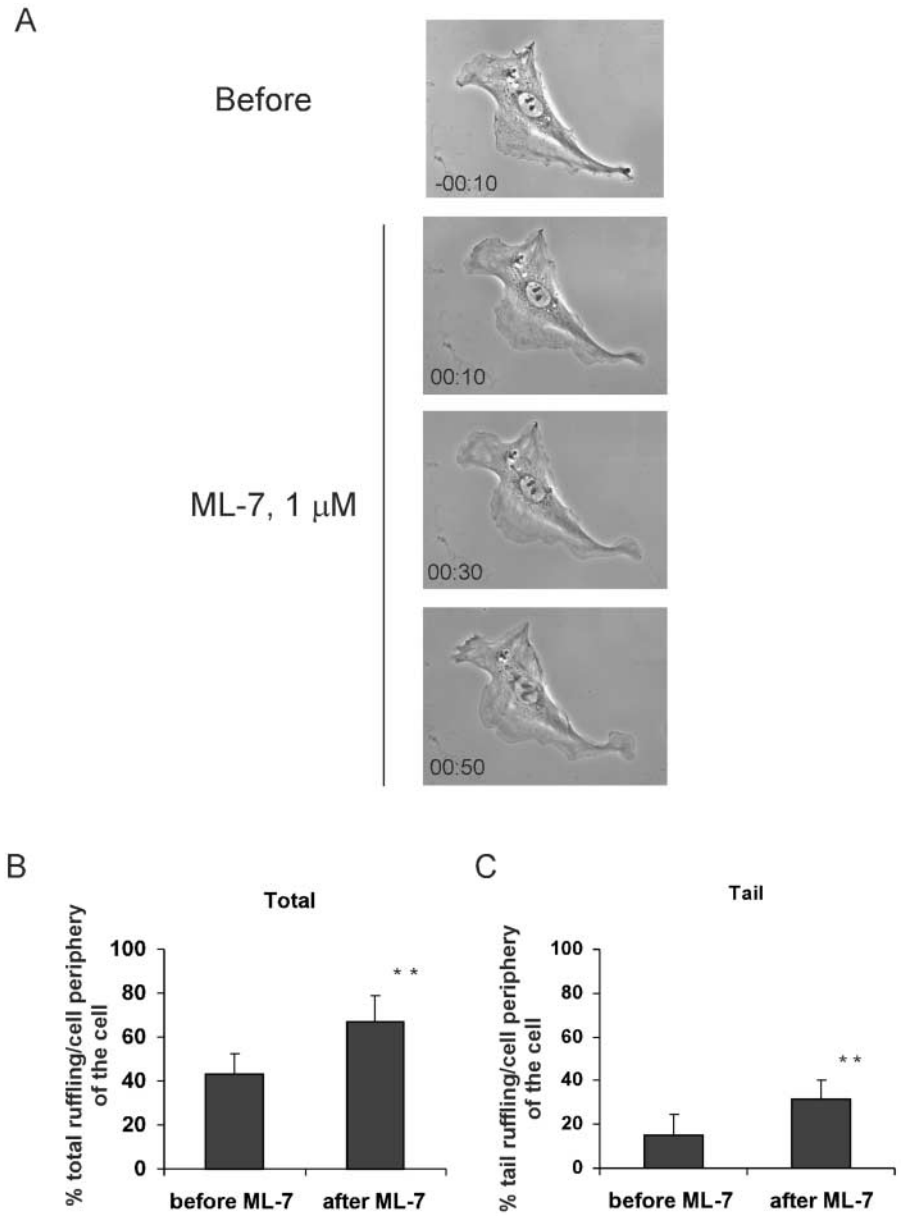 A
Before
-00:10
00:10
ML-7, 1 μM
00:30
00:50
B
Total
% total ruffling/cell periphery
of the cell
100
80
60
40
20
0
* *
before ML-7
after ML-7
C
Tail
% tail ruffling/cell periphery
of the cell
100
80
60
40
20
0
* *
before ML-7
after ML-7